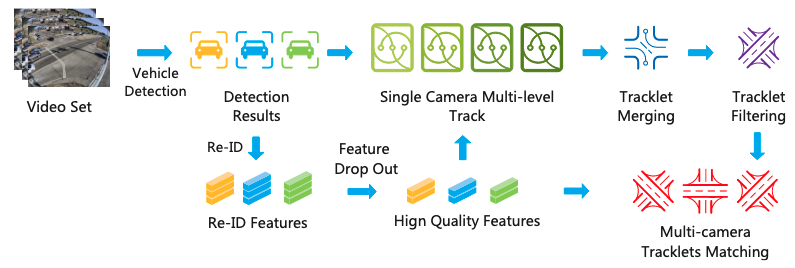 Video Set
Vehicle
Detection
Detection
Results
Single Camera Multi-level
Track
Tracklet
Merging
Tracklet
Filtering
Re-ID
Re-ID Features
Feature
Drop Out
Hign Quality Features
Multi-camera
Tracklets Matching